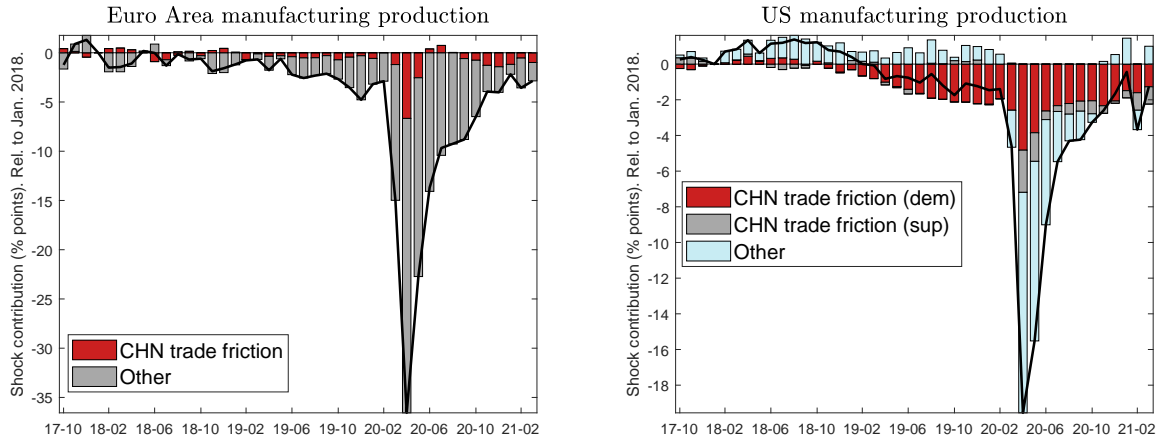 Euro Area manufacturing production
Shock contribution (% points). Rel. to Jan. 2018.
0
-5
-10
-15
-20
-25
-30
-35
CHN trade friction
Other
17-10 18-02 18-06 18-10 19-02 19-06 19-10 20-02 20-06 20-10 21-02
US manufacturing production
Shock contribution (% points). Rel. to Jan. 2018.
0
-2
-4
-6
-8
-10
-12
-14
-16
-18
CHN trade friction (dem)
CHN trade friction (sup)
Other
17-10 18-02 18-06 18-10 19-02 19-06 19-10 20-02 20-06 20-10 21-02